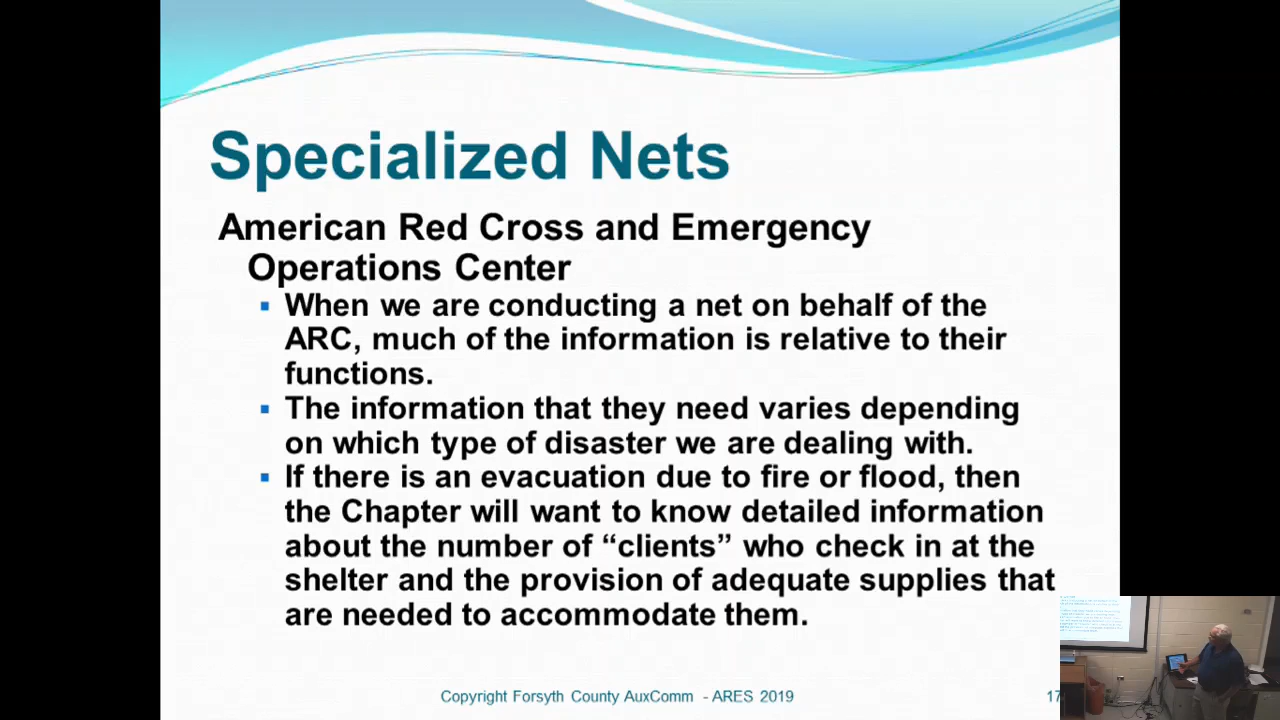 Specialized Nets
American Red Cross and Emergency
Operations Center
▪ When we are conducting a net on behalf of the
ARC, much of the information is relative to their
functions.
▪ The information that they need varies depending
on which type of disaster we are dealing with.
▪ If there is an evacuation due to fire or flood, then
the Chapter will want to know detailed information
about the number of “clients” who check in at the
shelter and the provision of adequate supplies that
are needed to accommodate them.
Copyright Forsyth County AuxComm - ARES 2019
17